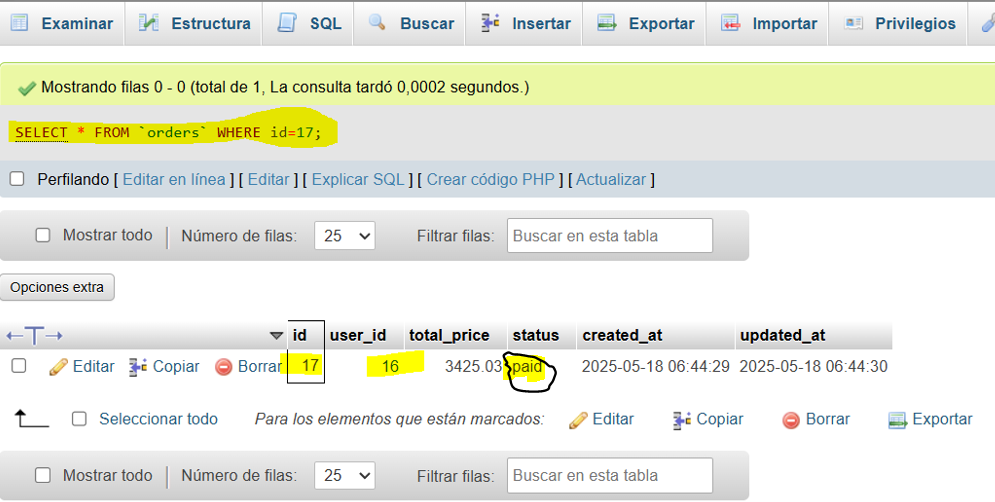 Examinar Estructura SQL Buscar Insertar Exportar Importar Privilegios
Mostrando filas 0 - 0 (total de 1, La consulta tardó 0,0002 segundos.)
SELECT * FROM `orders` WHERE id=17;
Perfilando [ Editar en línea ] [ Editar ] [ Explicar SQL ] [ Crear código PHP ] [ Actualizar ]
Mostrar todo Número de filas: 25 Filtrar filas: Buscar en esta tabla
Opciones extra
←T→ id user_id total_price status created_at updated_at
Editar Copiar Borrar 17 16 3425.03 paid 2025-05-18 06:44:29 2025-05-18 06:44:30
Seleccionar todo Para los elementos que están marcados: Editar Copiar Borrar Exportar
Mostrar todo Número de filas: 25 Filtrar filas: Buscar en esta tabla